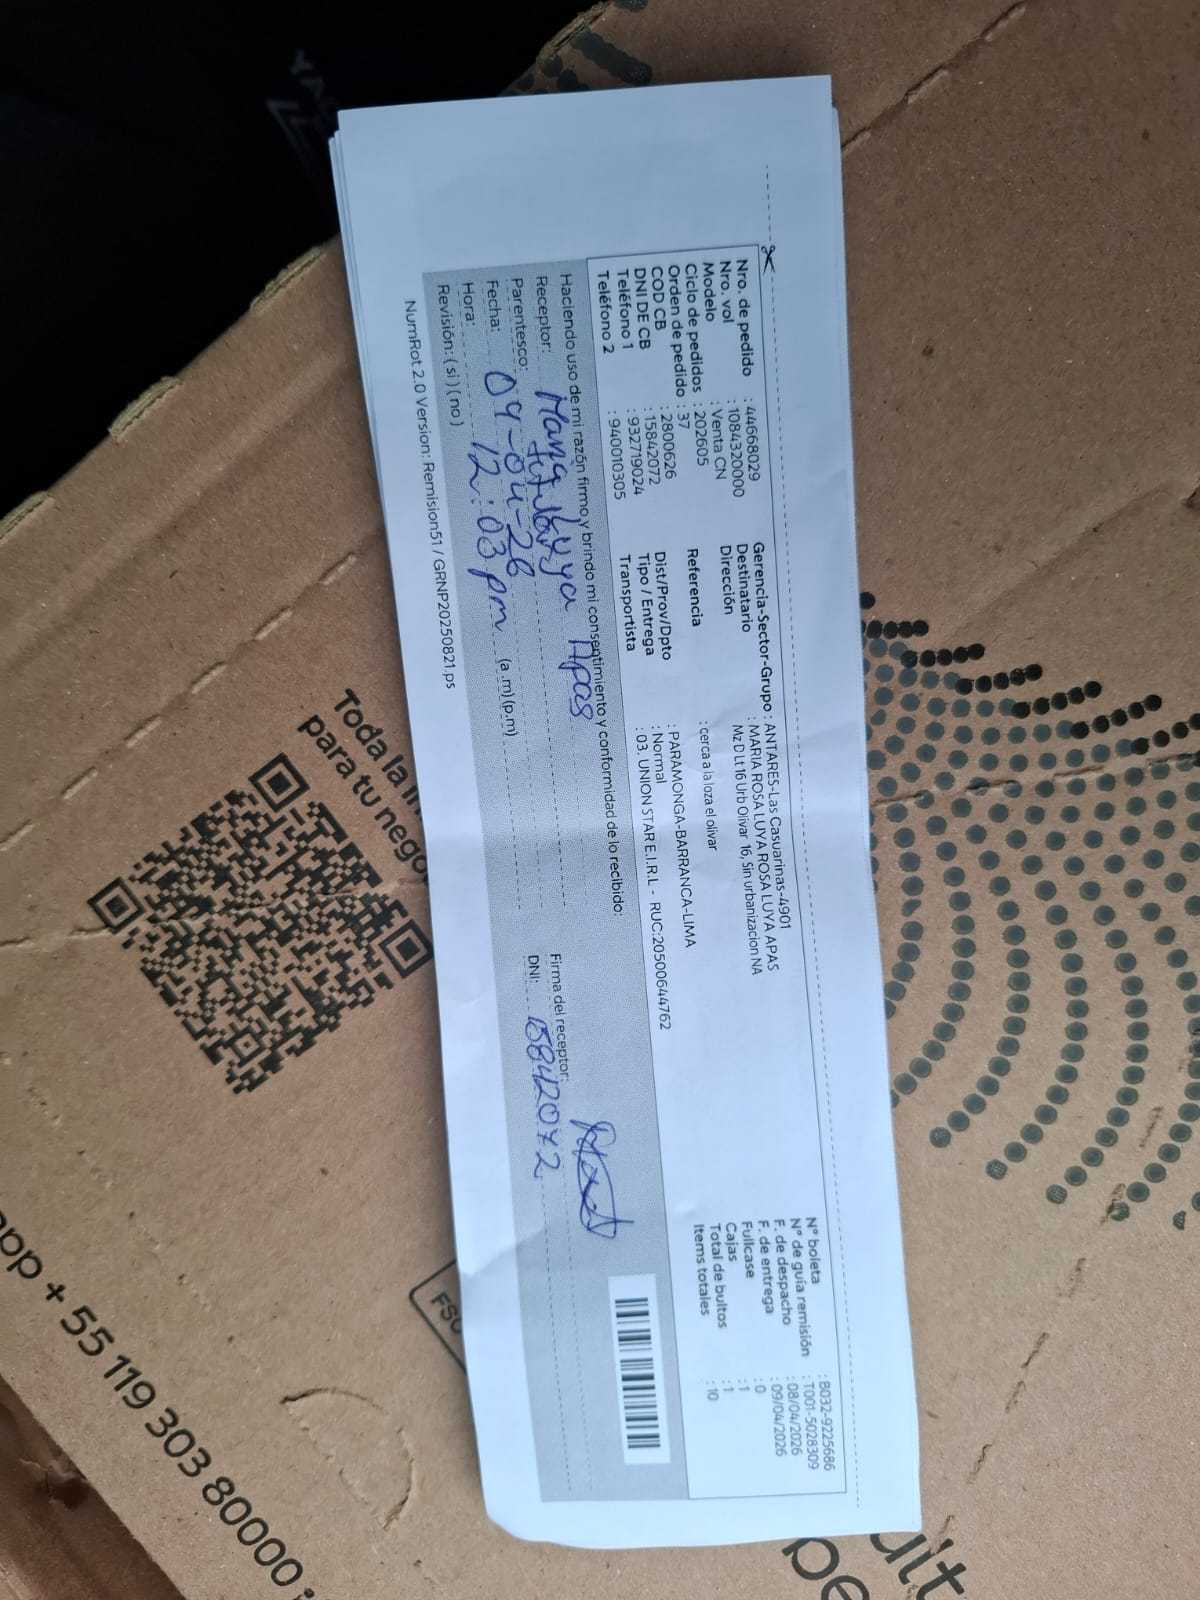 Nro. de pedido : 44668029
Nro. vol : 1084320000
Modelo : Venta CN
Ciclo de pedidos : 202605
Orden de pedido : 37
COD CB : 2800626
DNI DE CB : 15842072
Teléfono 1 : 932719024
Teléfono 2 : 940010305
Gerencia-Sector-Grupo : ANTARES-Las Casuarinas-4901
Destinatario : MARIA ROSA LUYA ROSA LUYA APAS
Dirección Mz D Lt 16 Urb Olivar 16, Sin urbanizacion NA
Referencia : cerca a la loza el olivar
Dist/Prov/Dpto : PARAMONGA-BARRANCA-LIMA
Tipo / Entrega : Normal
Transportista : 03. UNION STAR E.I.R.L - RUC:20500644762
N° boleta : B032-9225686
N° de guía remisión : T001-5028309
F. de despacho : 08/04/2026
F. de entrega : 09/04/2026
Fullcase : 0
Cajas : 1
Total de bultos : 1
Items totales : 10
Haciendo uso de mi razón firmo y brindo mi consentimiento y conformidad de lo recibido:
Receptor: Maria Luya Apas
Parentesco:
Fecha: 09-04-26
Hora: 12:03 pm (a.m) (p.m)
Revisión: ( si ) ( no )
Firma del receptor:
DNI: 15842072
NumRot 2.0 Version: Remision51 / GRNP20250821.ps
Toda la
para tu nego
app + 55 119 303 80000
FSC